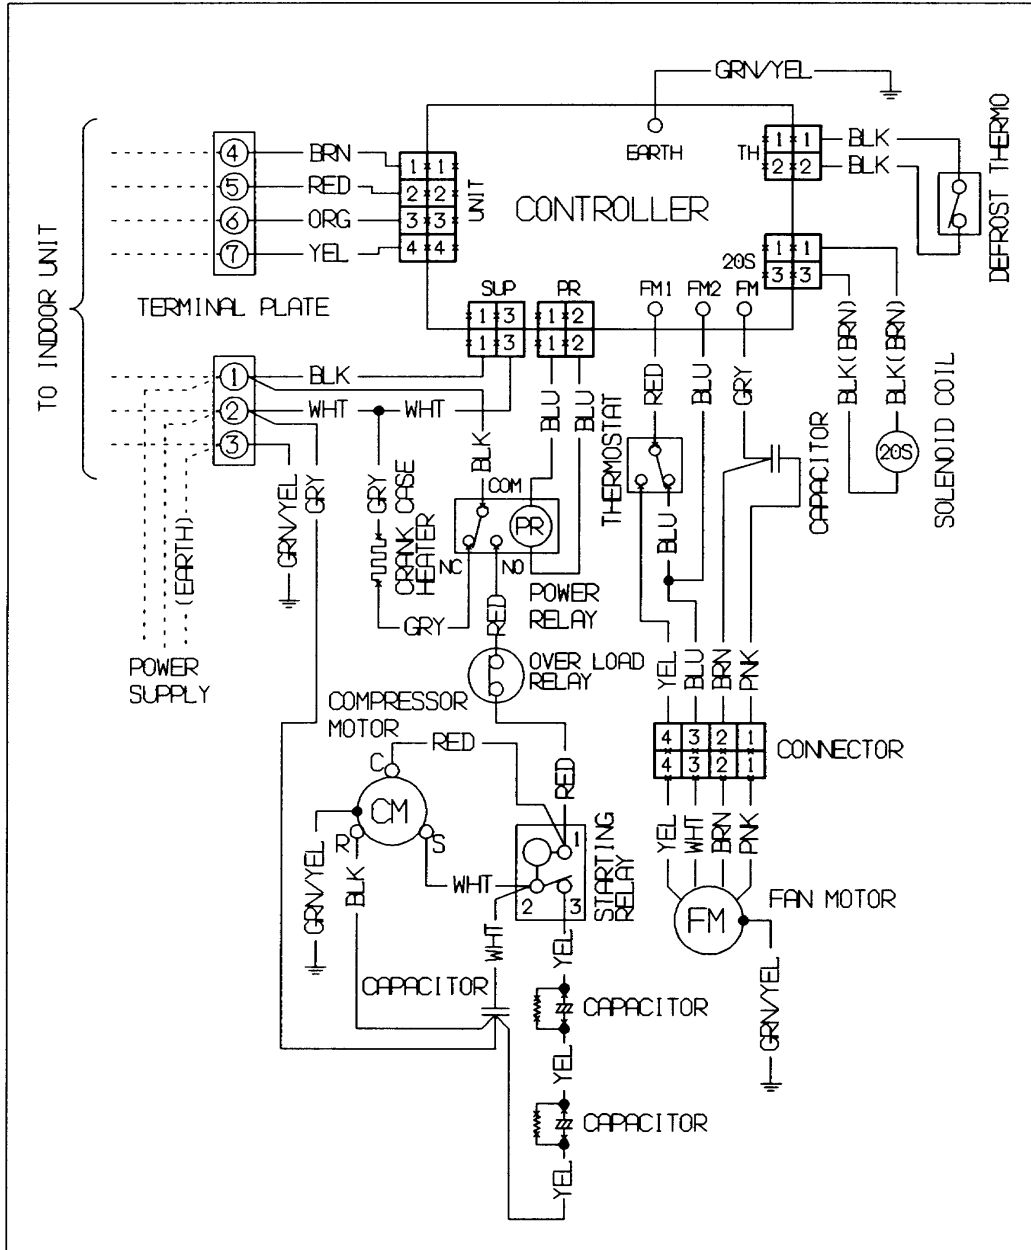 GRN/YEL
EARTH
TH
1 1
2 2
BLK
BLK
DEFROST THERMO
CONTROLLER
4
BRN
1 1
5
RED
2 2
6
ORG
3 3
7
YEL
4 4
UNIT
TO INDOOR UNIT
TERMINAL PLATE
20S
1 1
3 3
SUP
1 3
1 3
PR
1 2
1 2
FM1
FM2
FM
1
BLK
2
WHT
WHT
3
GRN/YEL
GRY
GRY
BLK
BLU
BLU
RED
BLU
GRY
BLK(BRN)
BLK(BRN)
20S
SOLENOID COIL
CAPACITOR
THERMOSTAT
BLU
(EARTH)
POWER
SUPPLY
CRANK CASE
HEATER
GRY
COM
NC
NO
PR
POWER
RELAY
RED
OVER LOAD
RELAY
COMPRESSOR
MOTOR
RED
C
CM
R
S
GRN/YEL
BLK
WHT
WHT
RED
1
2
3
STARTING
RELAY
YEL
BLU
BRN
PNK
4 3 2 1
4 3 2 1
CONNECTOR
YEL
WHT
BRN
PNK
FM
FAN MOTOR
GRN/YEL
CAPACITOR
YEL
CAPACITOR
YEL
CAPACITOR
YEL